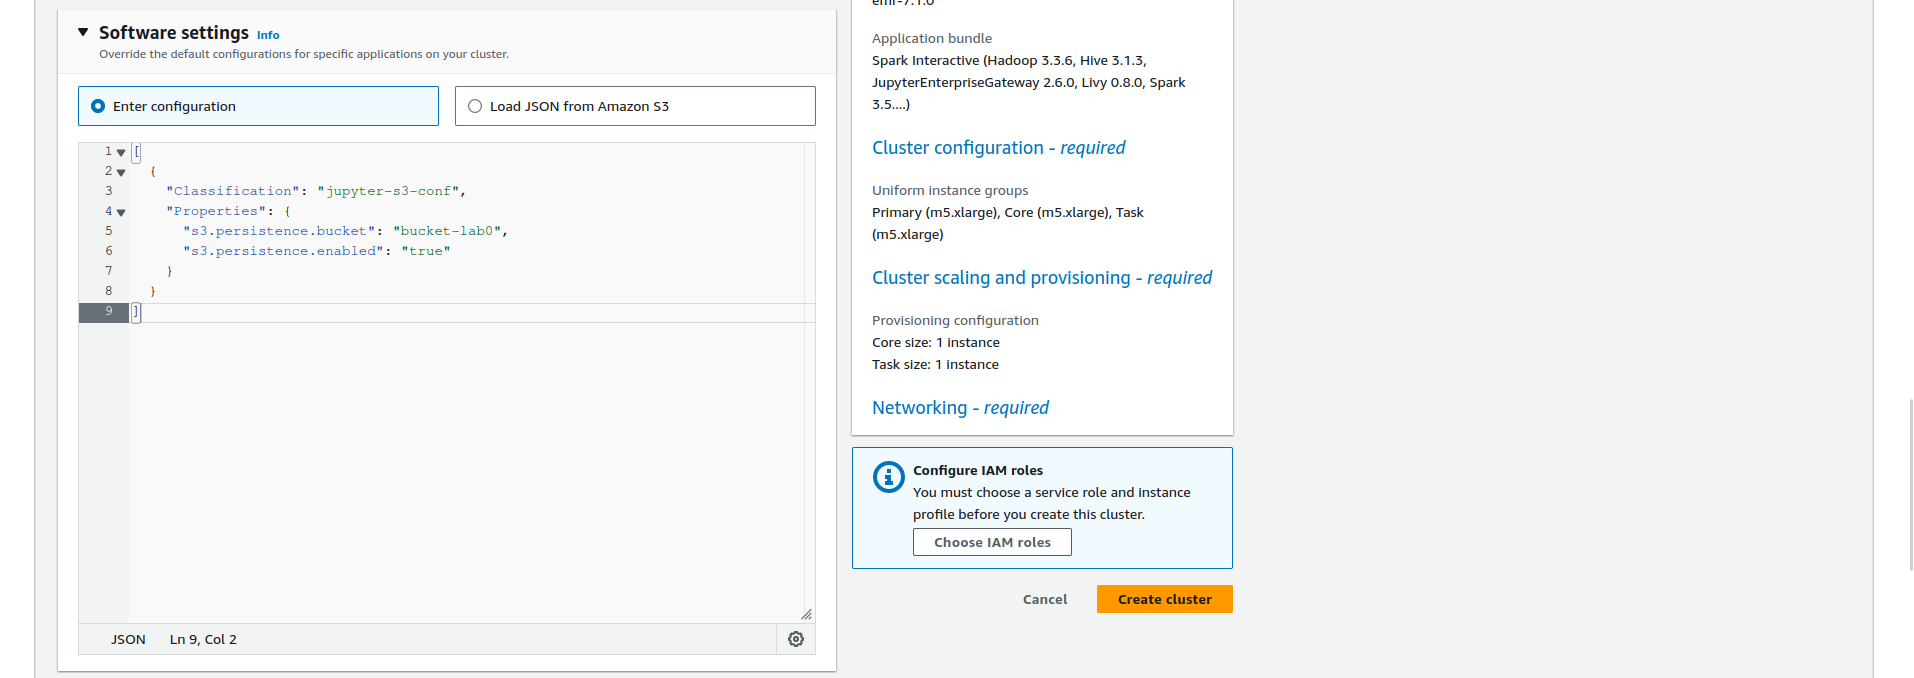 Software settings Info
Override the default configurations for specific applications on your cluster.
Enter configuration
Load JSON from Amazon S3
1 [
2 {
3 "Classification": "jupyter-s3-conf",
4 "Properties": {
5 "s3.persistence.bucket": "bucket-lab0",
6 "s3.persistence.enabled": "true"
7 }
8 }
9 ]
JSON Ln 9, Col 2
emr-7.1.0
Application bundle
Spark Interactive (Hadoop 3.3.6, Hive 3.1.3,
JupyterEnterpriseGateway 2.6.0, Livy 0.8.0, Spark
3.5....)
Cluster configuration - required
Uniform instance groups
Primary (m5.xlarge), Core (m5.xlarge), Task
(m5.xlarge)
Cluster scaling and provisioning - required
Provisioning configuration
Core size: 1 instance
Task size: 1 instance
Networking - required
Configure IAM roles
You must choose a service role and instance
profile before you create this cluster.
Choose IAM roles
Cancel
Create cluster